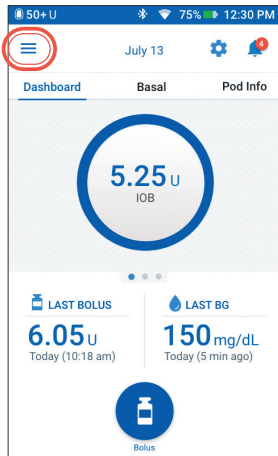 50+ U 75% 12:30 PM
July 13
4
Dashboard Basal Pod Info
5.25 U
IOB
LAST BOLUS LAST BG
6.05 U 150 mg/dL
Today (10:18 am) Today (5 min ago)
Bolus